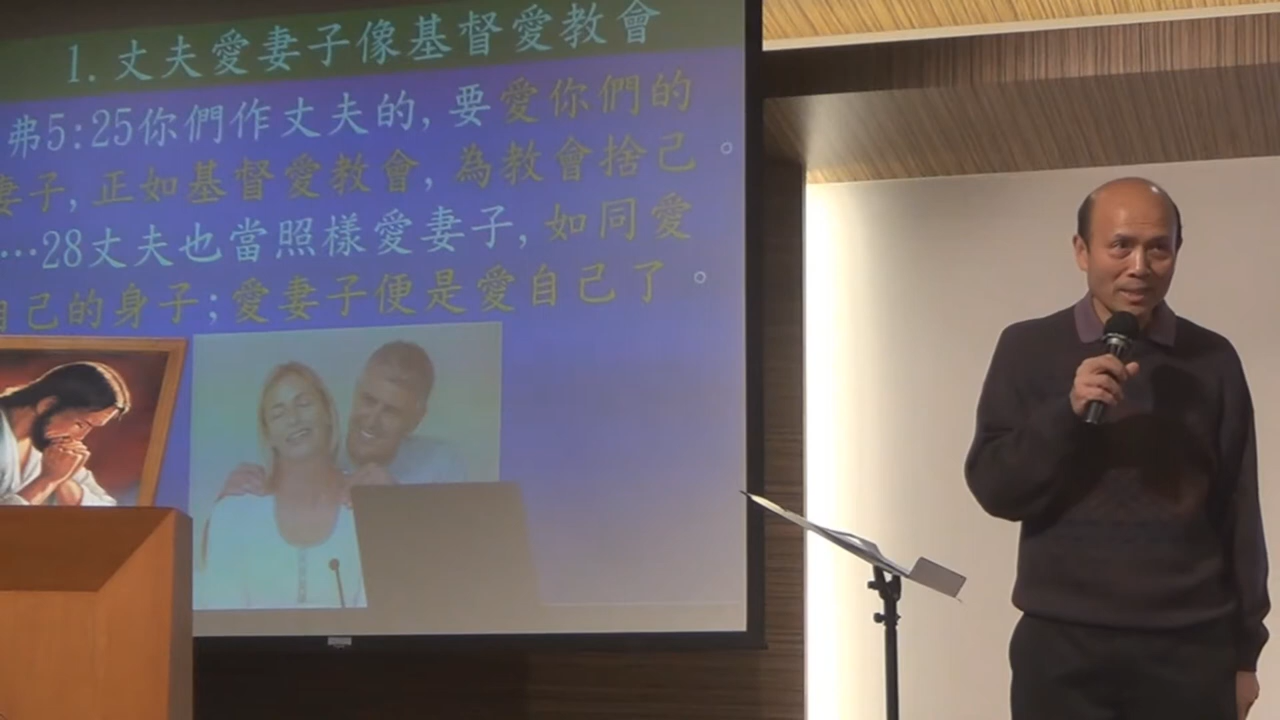 1.丈夫愛妻子像基督愛教會
弗5:25你們作丈夫的,要愛你們的
妻子,正如基督愛教會,為教會捨己。
…28丈夫也當照樣愛妻子,如同愛
自己的身子;愛妻子便是愛自己了。